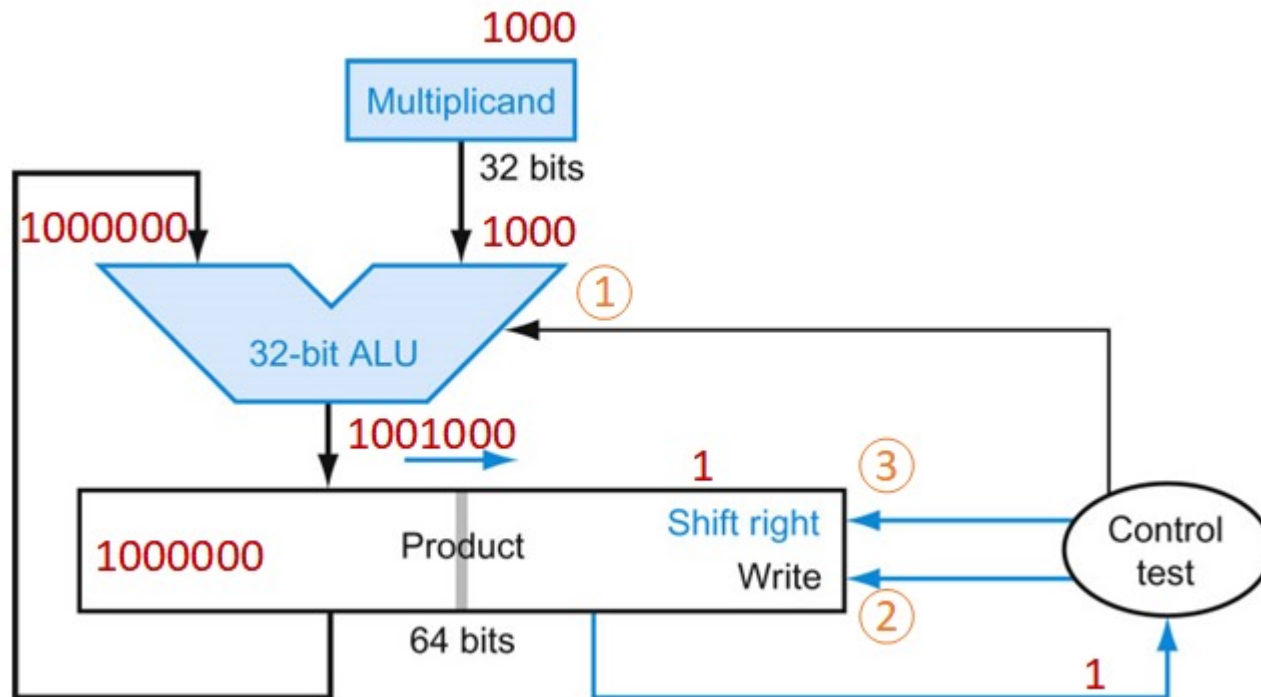 1000
Multiplicand
32 bits
1000000
1000
1
32-bit ALU
1001000
1
3
Shift right
Control
test
1000000
Product
Write
2
64 bits
1